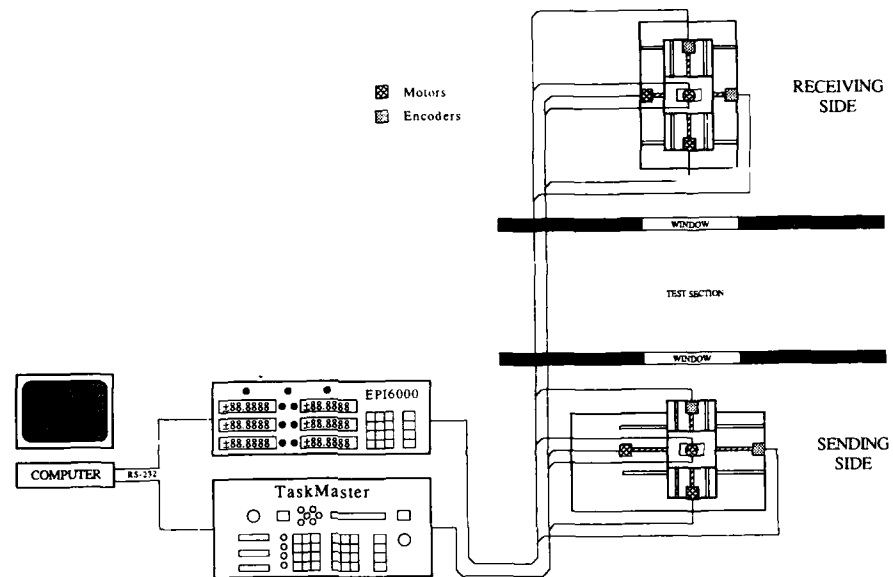 RECEIVING
SIDE
Motors
Encoders
WINDOW
TEST SECTION
WINDOW
EPI6000
±88.8888 ±88.8888
±88.8888 ±88.8888
±88.8888 ±88.8888
SENDING
SIDE
COMPUTER
RS-232
TaskMaster